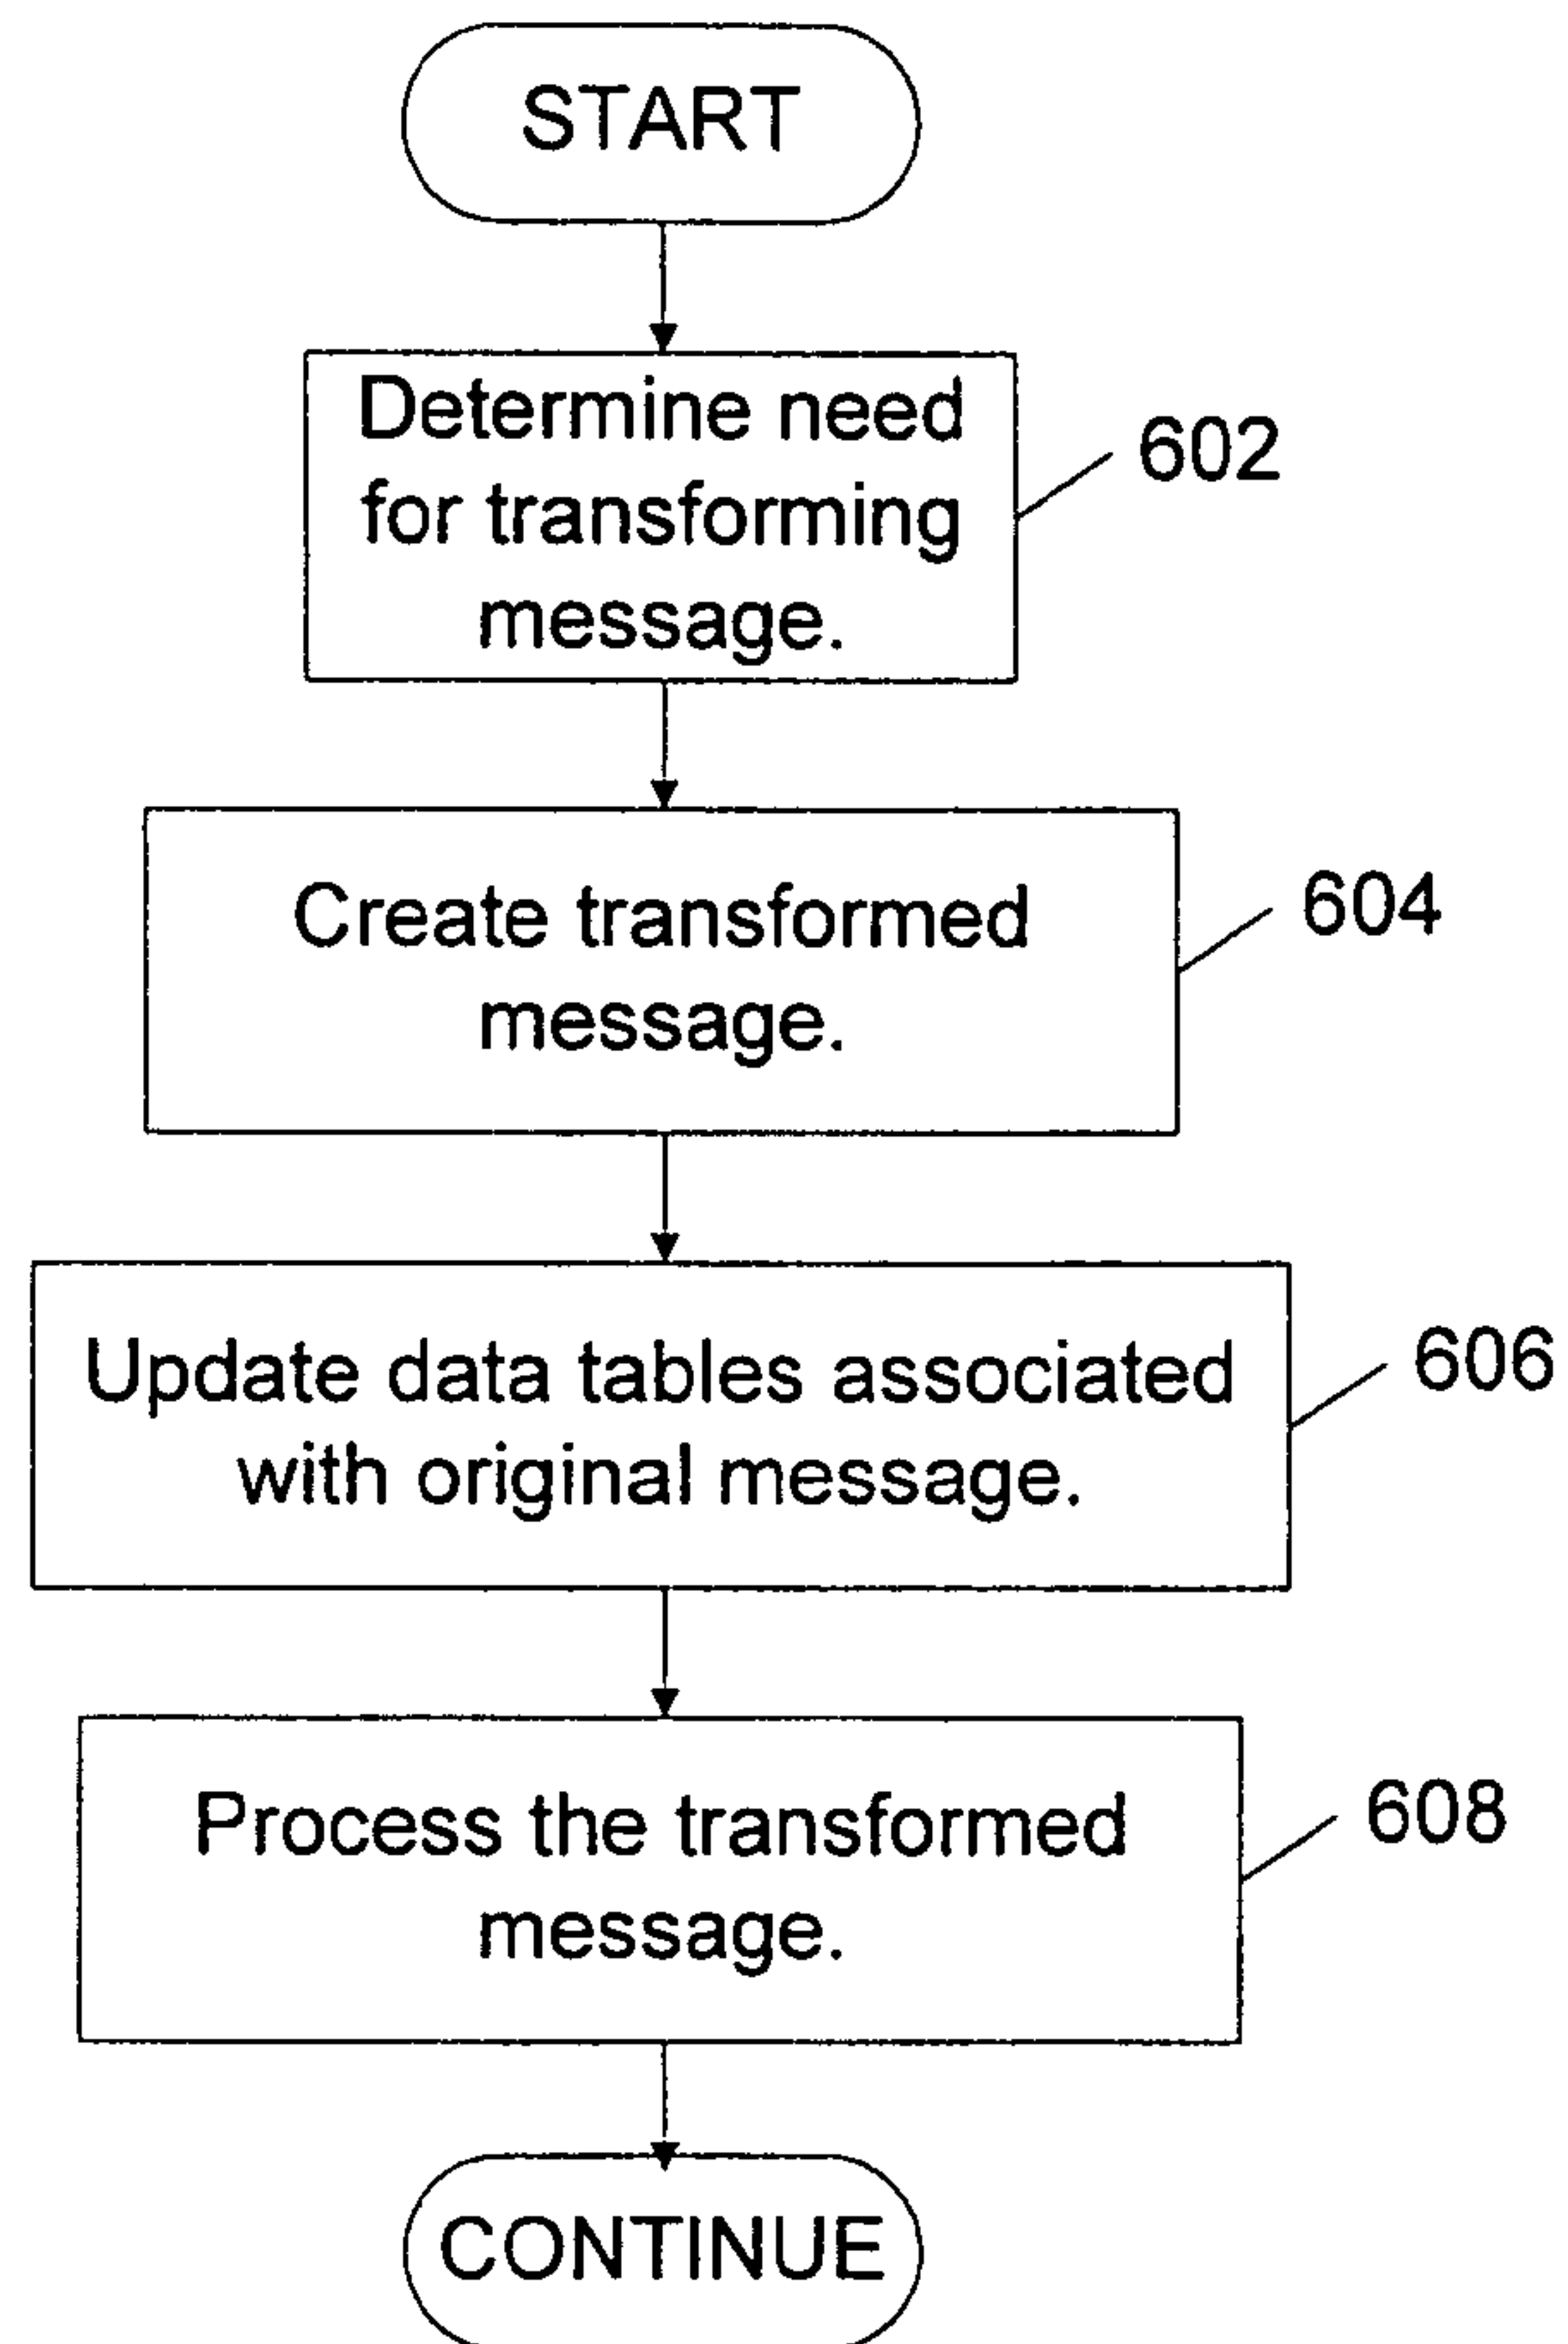 START
Determine need
for transforming
message.
602
Create transformed
message.
604
Update data tables associated
with original message.
606
Process the transformed
message.
608
CONTINUE